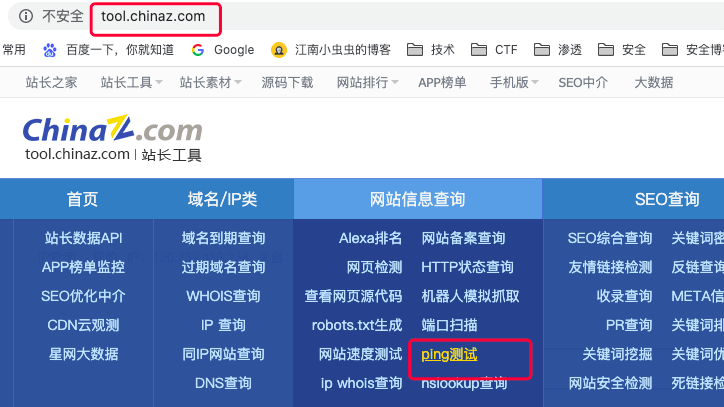 不安全 tool.chinaz.com
常用 百度一下，你就知道 Google 江南小虫虫的博客 技术 CTF 渗透 安全 安全博
站长之家 站长工具 站长素材 源码下载 网站排行 APP榜单 手机版 SEO中介 大数据
ChinaZ.com
tool.chinaz.com | 站长工具
首页 域名/IP类 网站信息查询 SEO查询
站长数据API 域名到期查询 Alexa排名 网站备案查询 SEO综合查询 关键词密
APP榜单监控 过期域名查询 网页检测 HTTP状态查询 友情链接检测 反链查询
SEO优化中介 WHOIS查询 查看网页源代码 机器人模拟抓取 收录查询 META信
CDN云观测 IP 查询 robots.txt生成 端口扫描 PR查询 关键词排
星网大数据 同IP网站查询 网站速度测试 ping测试 关键词挖掘 关键词优
DNS查询 ip whois查询 nslookup查询 网站安全检测 死链接检